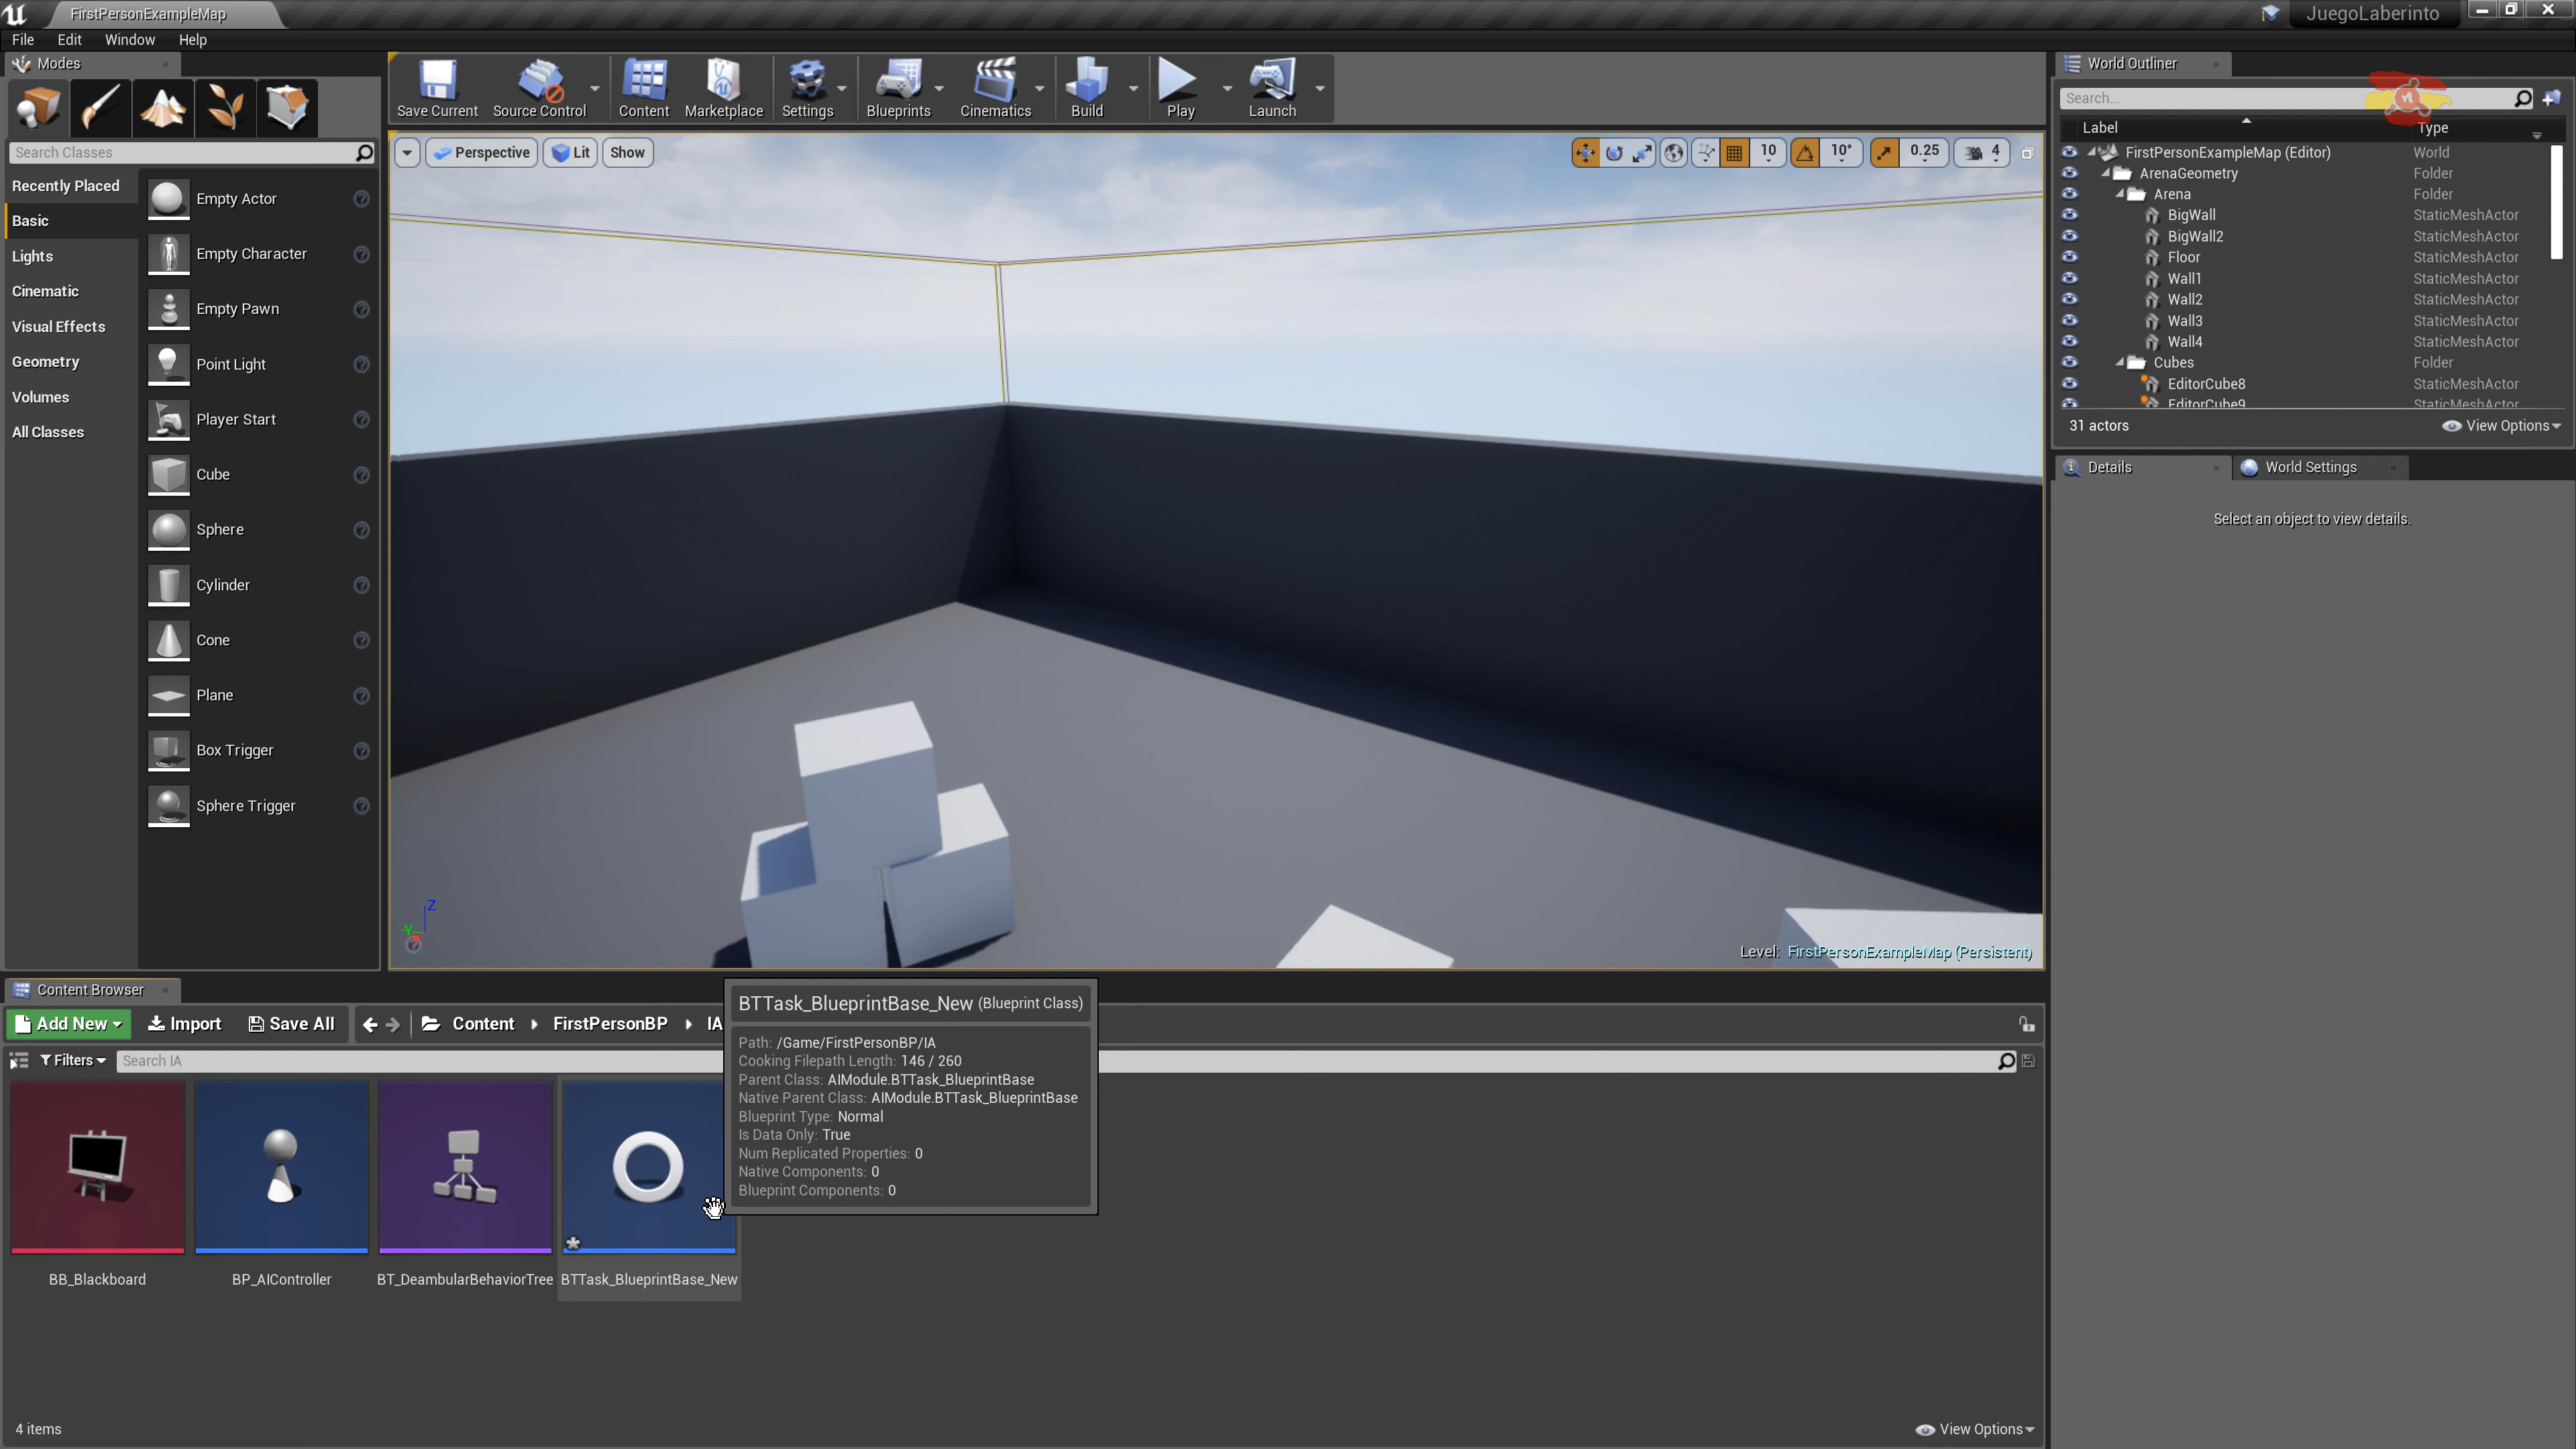 FirstPersonExampleMap
JuegoLaberinto
File Edit Window Help
Modes
Search Classes
Recently Placed
Basic
Lights
Cinematic
Visual Effects
Geometry
Volumes
All Classes
Empty Actor
Empty Character
Empty Pawn
Point Light
Player Start
Cube
Sphere
Cylinder
Cone
Plane
Box Trigger
Sphere Trigger
Save Current Source Control Content Marketplace Settings Blueprints Cinematics Build Play Launch
Perspective Lit Show
10 10° 0.25 4
Z
Y
Level: FirstPersonExampleMap (Persistent)
World Outliner
Search...
Label Type
FirstPersonExampleMap (Editor) World
ArenaGeometry Folder
Arena Folder
BigWall StaticMeshActor
BigWall2 StaticMeshActor
Floor StaticMeshActor
Wall1 StaticMeshActor
Wall2 StaticMeshActor
Wall3 StaticMeshActor
Wall4 StaticMeshActor
Cubes Folder
EditorCube8 StaticMeshActor
EditorCube9 StaticMeshActor
31 actors View Options
Details World Settings
Select an object to view details.
Content Browser
Add New Import Save All Content FirstPersonBP IA
Filters Search IA
BTTask_BlueprintBase_New (Blueprint Class)
Path: /Game/FirstPersonBP/IA
Cooking Filepath Length: 146 / 260
Parent Class: AIModule.BTTask_BlueprintBase
Native Parent Class: AIModule.BTTask_BlueprintBase
Blueprint Type: Normal
Is Data Only: True
Num Replicated Properties: 0
Native Components: 0
Blueprint Components: 0
BB_Blackboard BP_AIController BT_DeambularBehaviorTree BTTask_BlueprintBase_New
4 items View Options